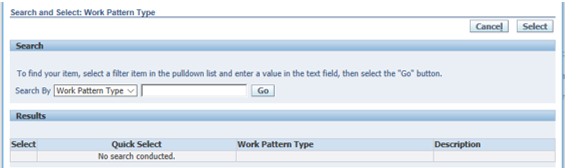 Search and Select: Work Pattern Type
Cancel Select
Search
To find your item, select a filter item in the pulldown list and enter a value in the text field, then select the "Go" button.
Search By Work Pattern Type Go
Results
Select Quick Select Work Pattern Type Description
No search conducted.